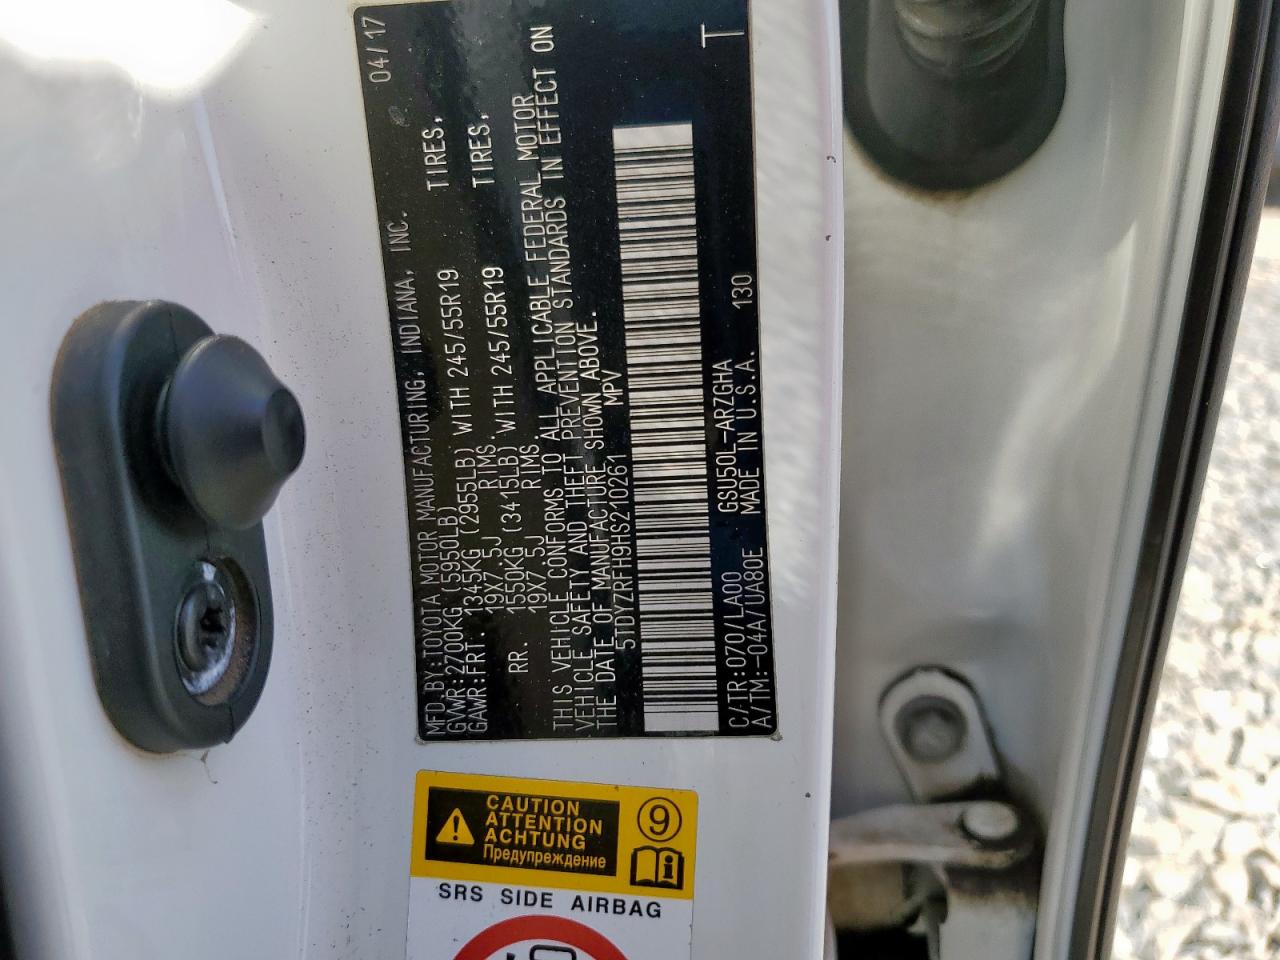 MFD.BY:TOYOTA MOTOR MANUFACTURING, INDIANA, INC. 04/17
GVWR:2700KG (5950LB)
GAWR:FRT. 1345KG (2955LB) WITH 245/55R19 TIRES,
19X7.5J RIMS.
RR. 1550KG (3415LB) WITH 245/55R19 TIRES,
19X7.5J RIMS.
THIS VEHICLE CONFORMS TO ALL APPLICABLE FEDERAL MOTOR
VEHICLE SAFETY AND THEFT PREVENTION STANDARDS IN EFFECT ON
THE DATE OF MANUFACTURE SHOWN ABOVE.
5TDYZRFH9HS210261 MPV
C/TR:070/LA00 GSU50L-ARZGHA T
A/TM:-04A/UA80E MADE IN U.S.A. 130
CAUTION
ATTENTION
ACHTUNG
Предупреждение
9
SRS SIDE AIRBAG